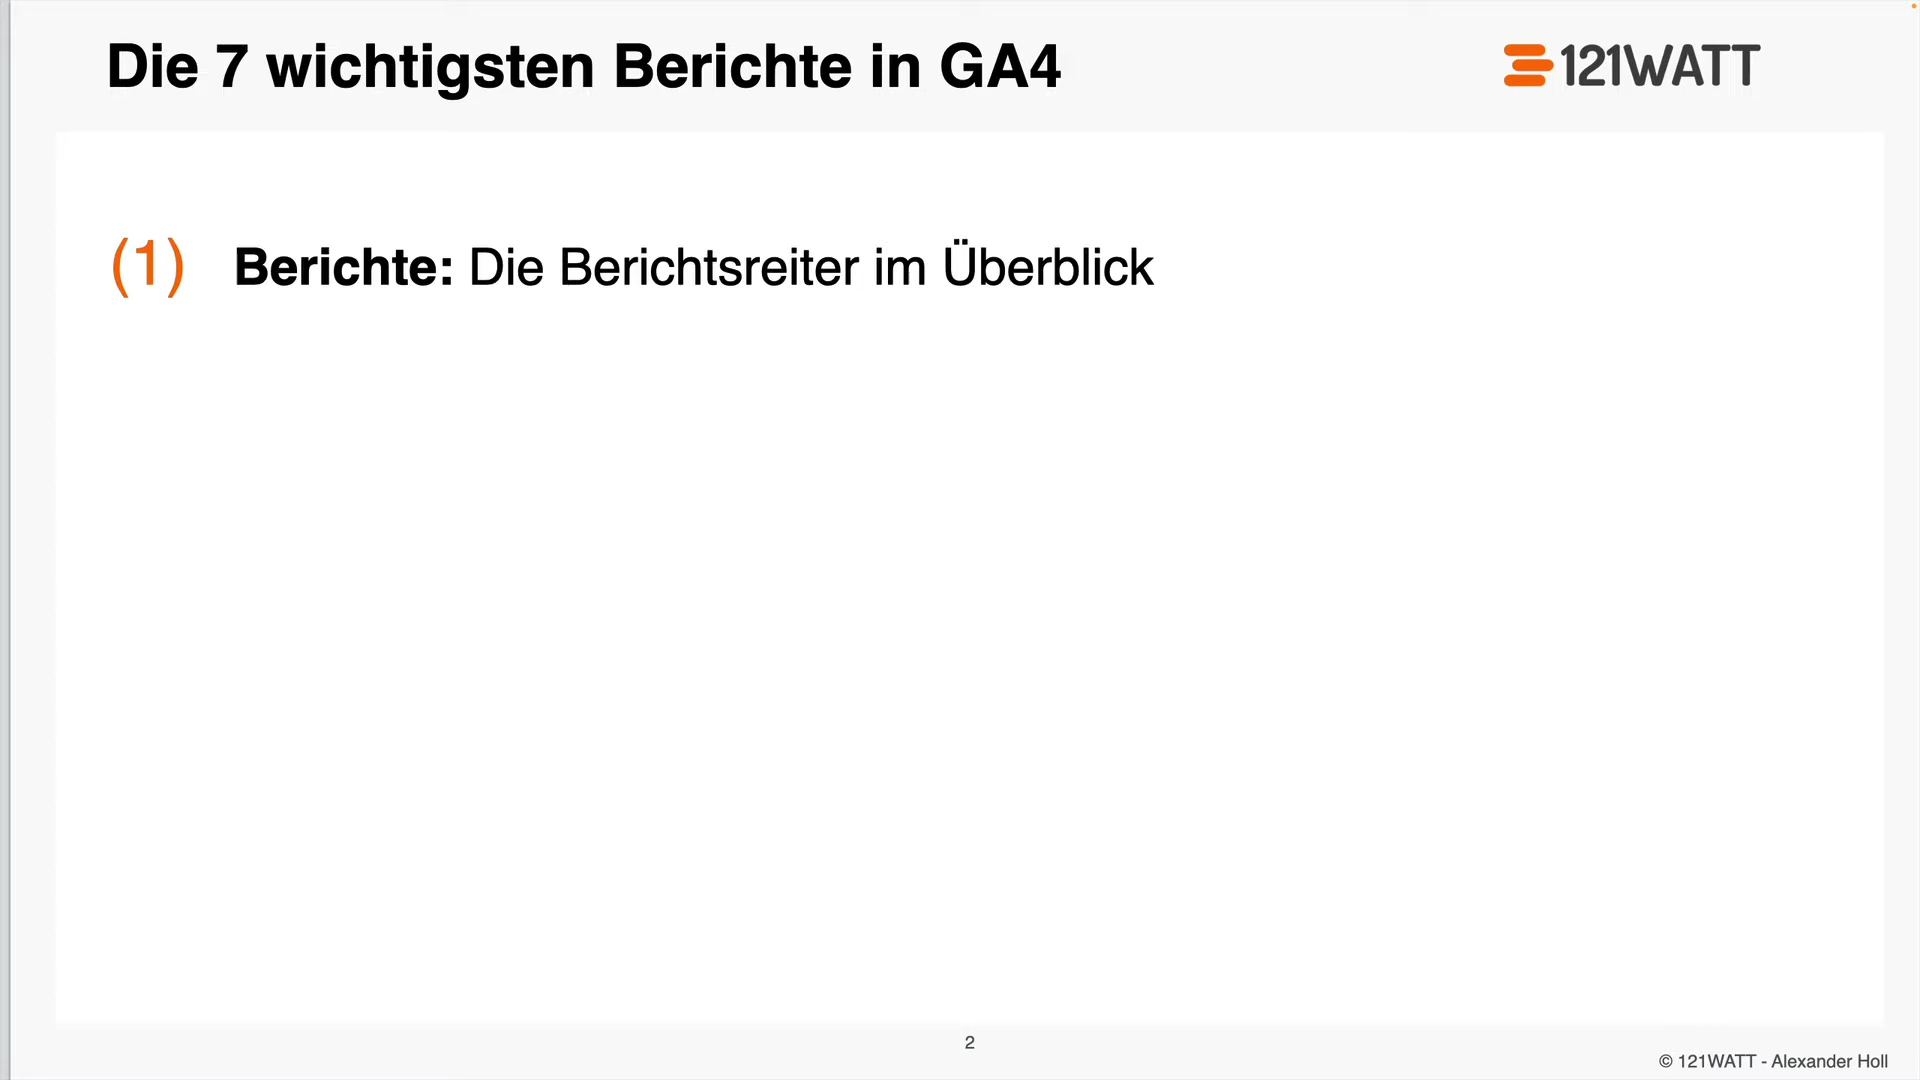 Die 7 wichtigsten Berichte in GA4
121WATT
(1) Berichte: Die Berichtsreiter im Überblick
2
© 121WATT - Alexander Holl